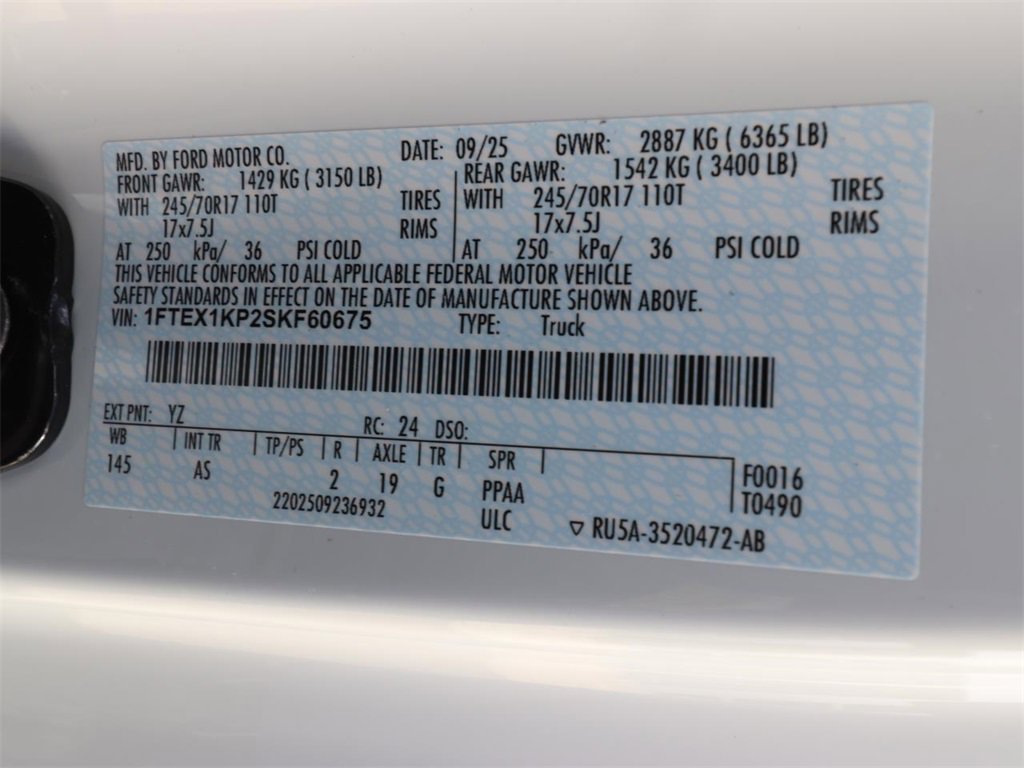 MFD. BY FORD MOTOR CO. DATE: 09/25 GVWR: 2887 KG ( 6365 LB)
FRONT GAWR: 1429 KG ( 3150 LB) REAR GAWR: 1542 KG ( 3400 LB)
WITH 245/70R17 110T TIRES WITH 245/70R17 110T TIRES
17x7.5J RIMS 17x7.5J RIMS
AT 250 kPa/ 36 PSI COLD AT 250 kPa/ 36 PSI COLD
THIS VEHICLE CONFORMS TO ALL APPLICABLE FEDERAL MOTOR VEHICLE
SAFETY STANDARDS IN EFFECT ON THE DATE OF MANUFACTURE SHOWN ABOVE.
VIN: 1FTEX1KP2SKF60675 TYPE: Truck
EXT PNT: YZ RC: 24 DSO:
WB INT TR TP/PS R AXLE TR SPR
145 AS 2 19 G PPAA F0016
2202509236932 ULC T0490
RU5A-3520472-AB